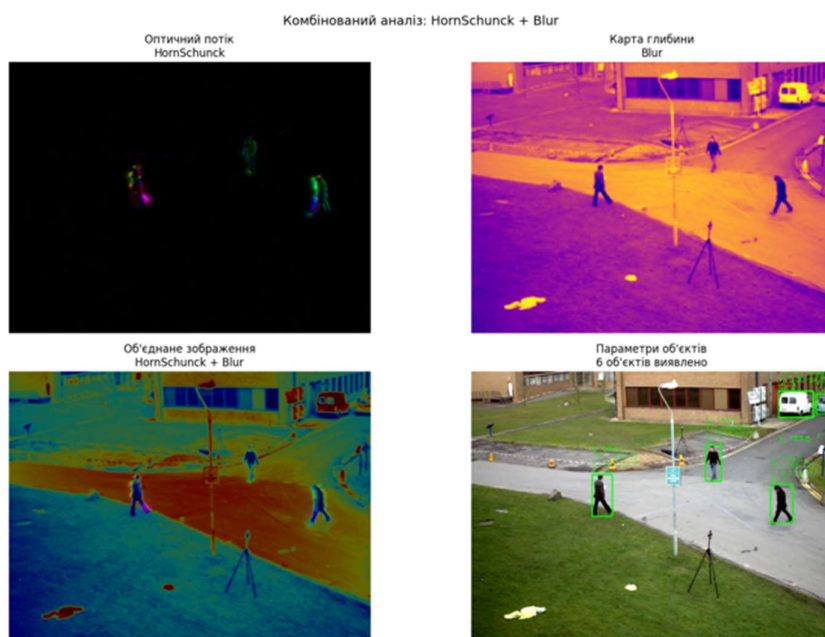 Комбінований аналіз: HornSchunck + Blur
Оптичний потік
HornSchunck
Карта глибини
Blur
Об'єднане зображення
HornSchunck + Blur
Параметри об'єктів
6 об'єктів виявлено